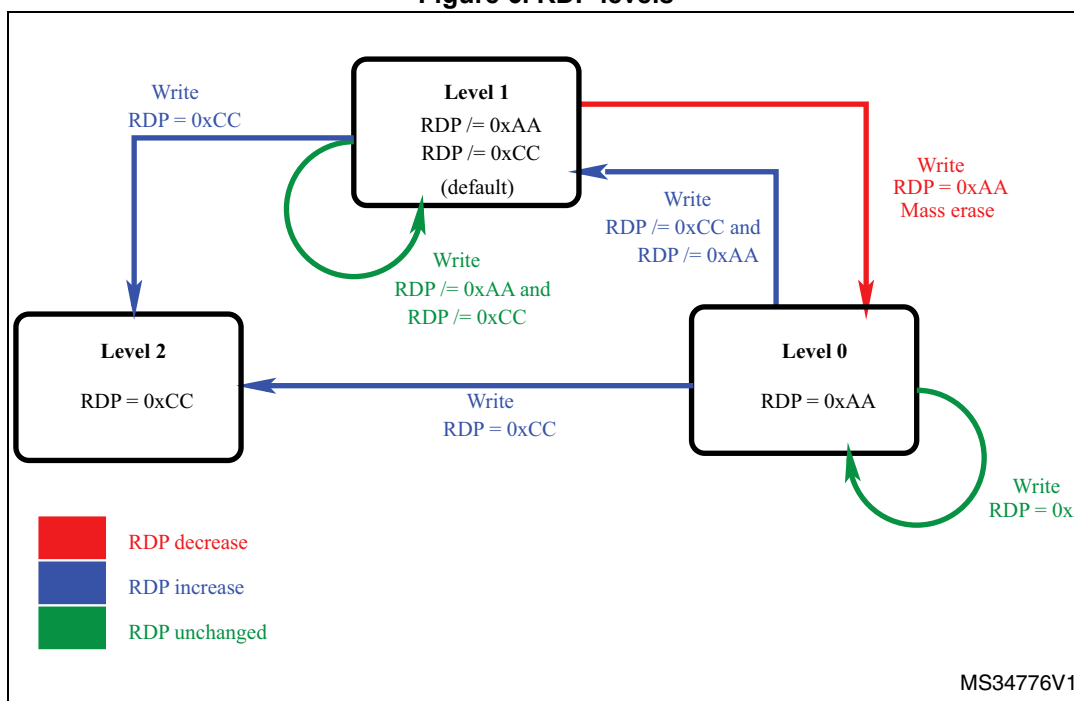 Level 1
RDP /= 0xAA
RDP /= 0xCC
(default)
Write
RDP = 0xCC
Write
RDP = 0xAA
Mass erase
Write
RDP /= 0xCC and
RDP /= 0xAA
Write
RDP /= 0xAA and
RDP /= 0xCC
Level 2
RDP = 0xCC
Level 0
RDP = 0xAA
Write
RDP = 0xCC
Write
RDP = 0x
RDP decrease
RDP increase
RDP unchanged
MS34776V1